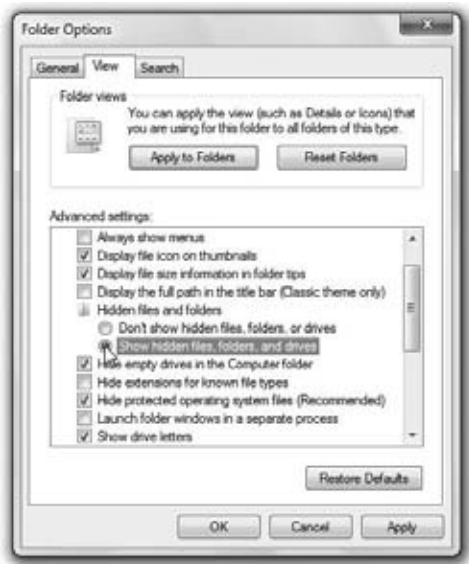 Folder Options
General View Search
Folder views
You can apply the view (such as Details or Icons) that
you are using for this folder to all folders of this type.
Apply to Folders Reset Folders
Advanced settings:
Always show menus
Display file icon on thumbnails
Display file size information in folder tips
Display the full path in the title bar (Classic theme only)
Hidden files and folders
Don't show hidden files, folders, or drives
Show hidden files, folders, and drives
Hide empty drives in the Computer folder
Hide extensions for known file types
Hide protected operating system files (Recommended)
Launch folder windows in a separate process
Show drive letters
Restore Defaults
OK Cancel Apply